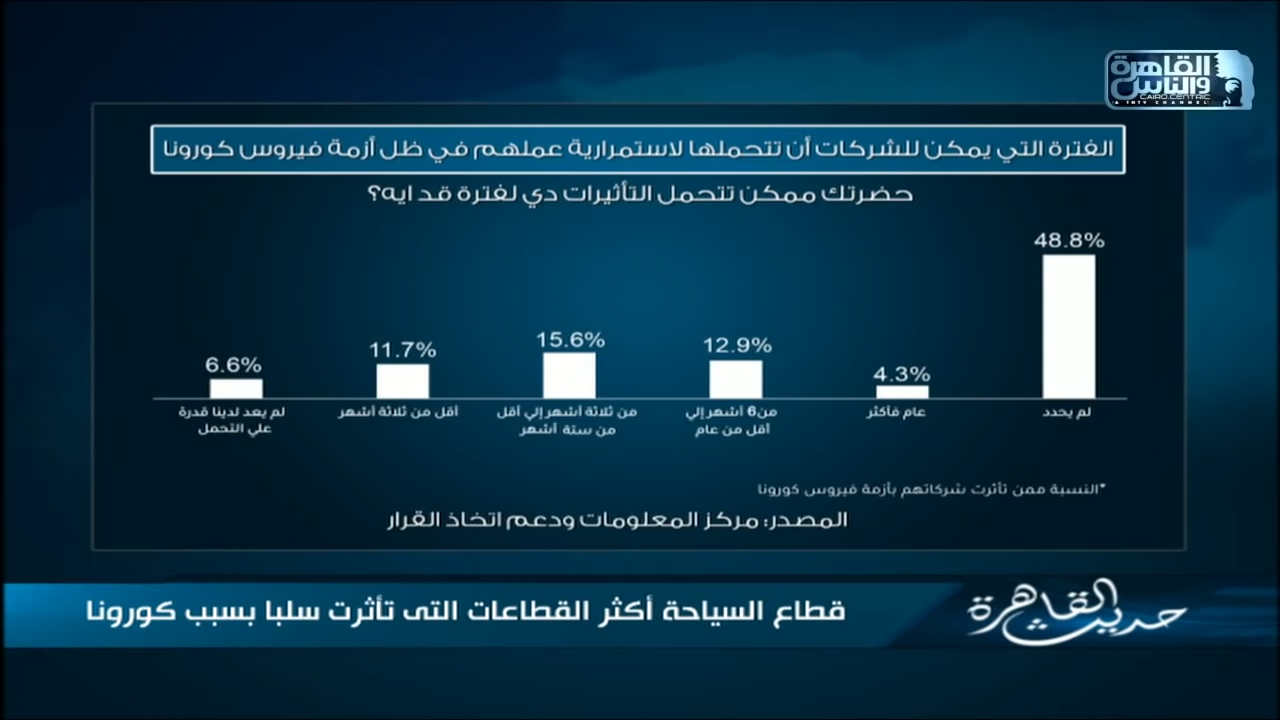 القاهرة
والناس
CAIRO.CENTRIC
A TNTV CHANNEL
الفترة التي يمكن للشركات أن تتحملها لاستمرارية عملهم في ظل أزمة فيروس كورونا
حضرتك ممكن تتحمل التأثيرات دي لفترة قد ايه؟
48.8%
4.3%
12.9%
15.6%
11.7%
6.6%
لم يحدد
عام فأكثر
من6 أشهر إلي
أقل من عام
من ثلاثة أشهر إلي أقل
من ستة أشهر
أقل من ثلاثة أشهر
لم يعد لدينا قدرة
علي التحمل
*النسبة ممن تأثرت شركاتهم بأزمة فيروس كورونا
المصدر: مركز المعلومات ودعم اتخاذ القرار
حديث القاهرة
قطاع السياحة أكثر القطاعات التى تأثرت سلبا بسبب كورونا